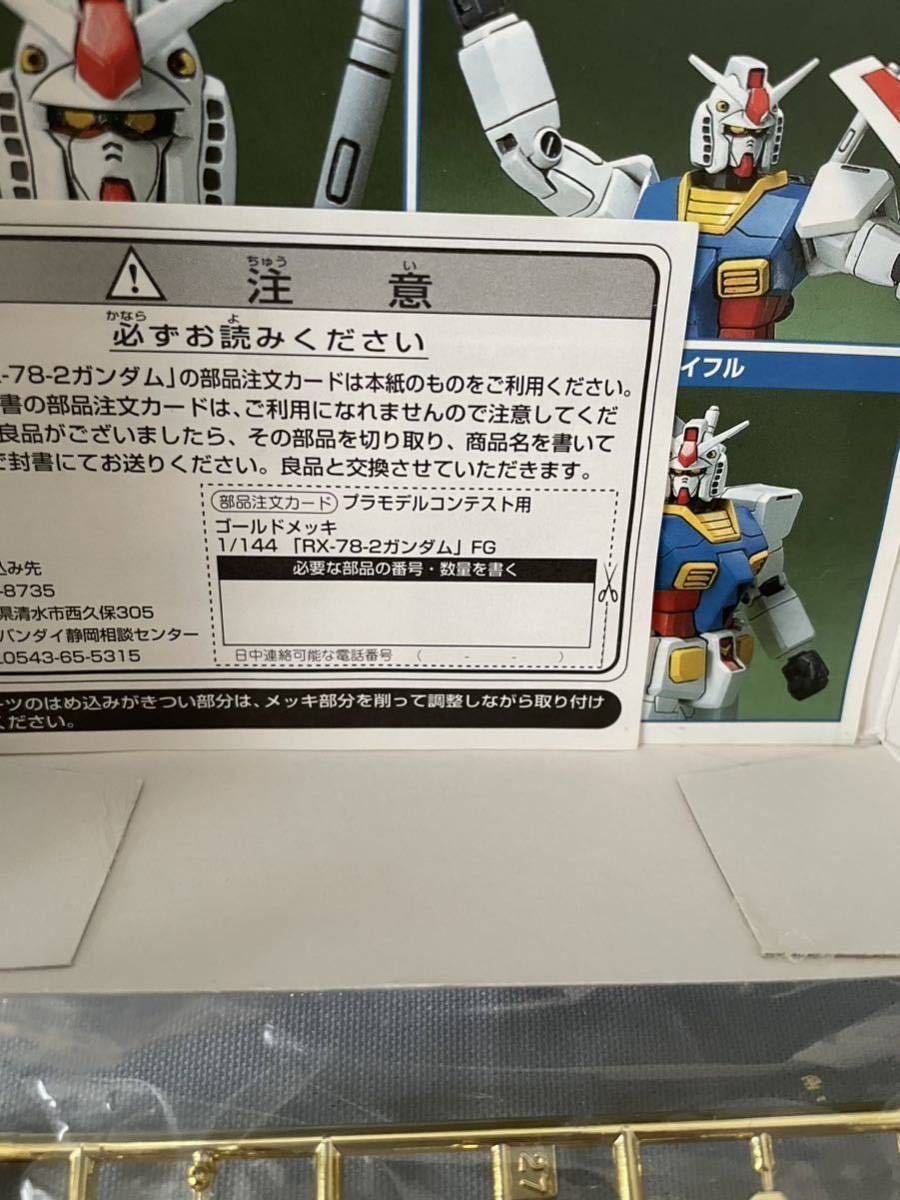 注意
ちゅう い
必ずお読みください
かなら よ
-78-2ガンダム」の部品注文カードは本紙のものをご利用ください。
書の部品注文カードは、ご利用になれませんので注意してくだ
良品がございましたら、その部品を切り取り、商品名を書いて
封書にてお送りください。良品と交換させていただきます。
部品注文カード プラモデルコンテスト用
ゴールドメッキ
1/144 「RX-78-2ガンダム」FG
必要な部品の番号・数量を書く
日中連絡可能な電話番号 ( - - )
込み先
-8735
県清水市西久保305
バンダイ静岡相談センター
0543-65-5315
ーツのはめ込みがきつい部分は、メッキ部分を削って調整しながら取り付け
ください。
イフル
27